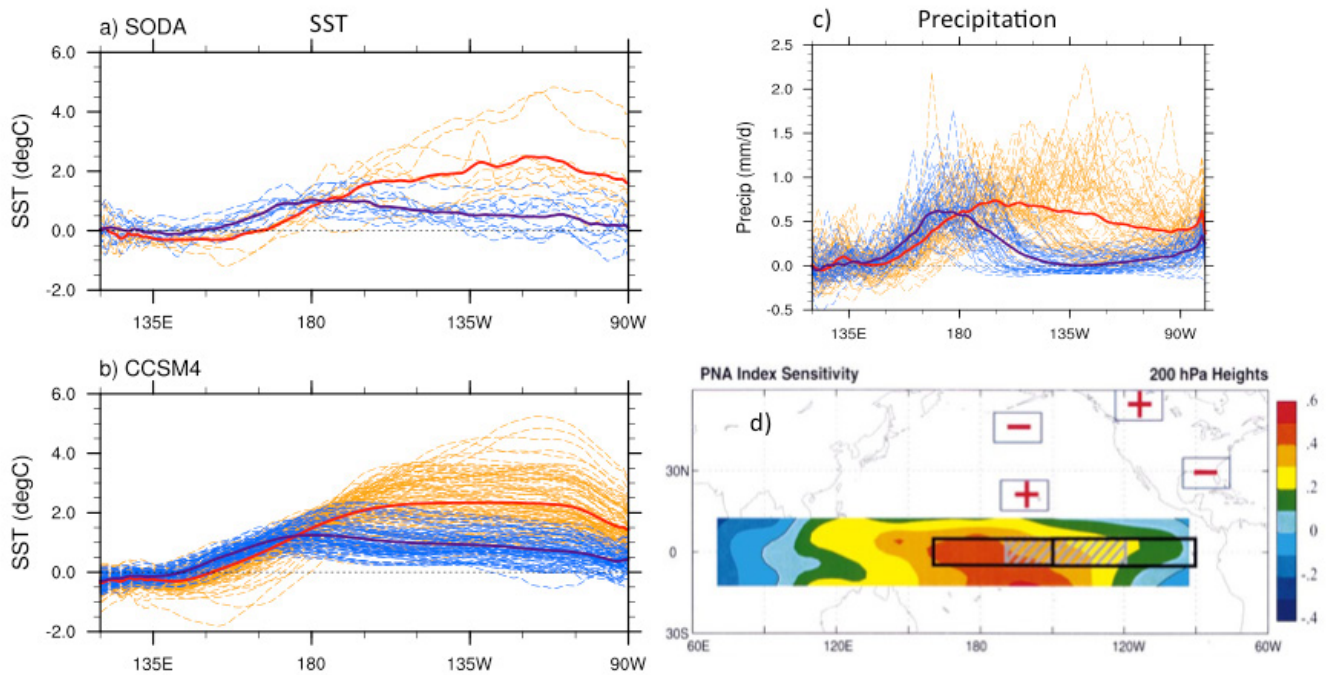 a) SODA
SST
6.0
4.0
2.0
0.0
-2.0
SST (degC)
135E
180
135W
90W
b) CCSM4
6.0
4.0
2.0
0.0
-2.0
SST (degC)
135E
180
135W
90W
c)
Precipitation
2.5
2.0
1.5
1.0
0.5
0.0
-0.5
Precip (mm/d)
135E
180
135W
90W
PNA Index Sensitivity
200 hPa Heights
d)
30N
0
30S
60E
120E
180
120W
60W
.6
.4
.2
0
-.2
-.4